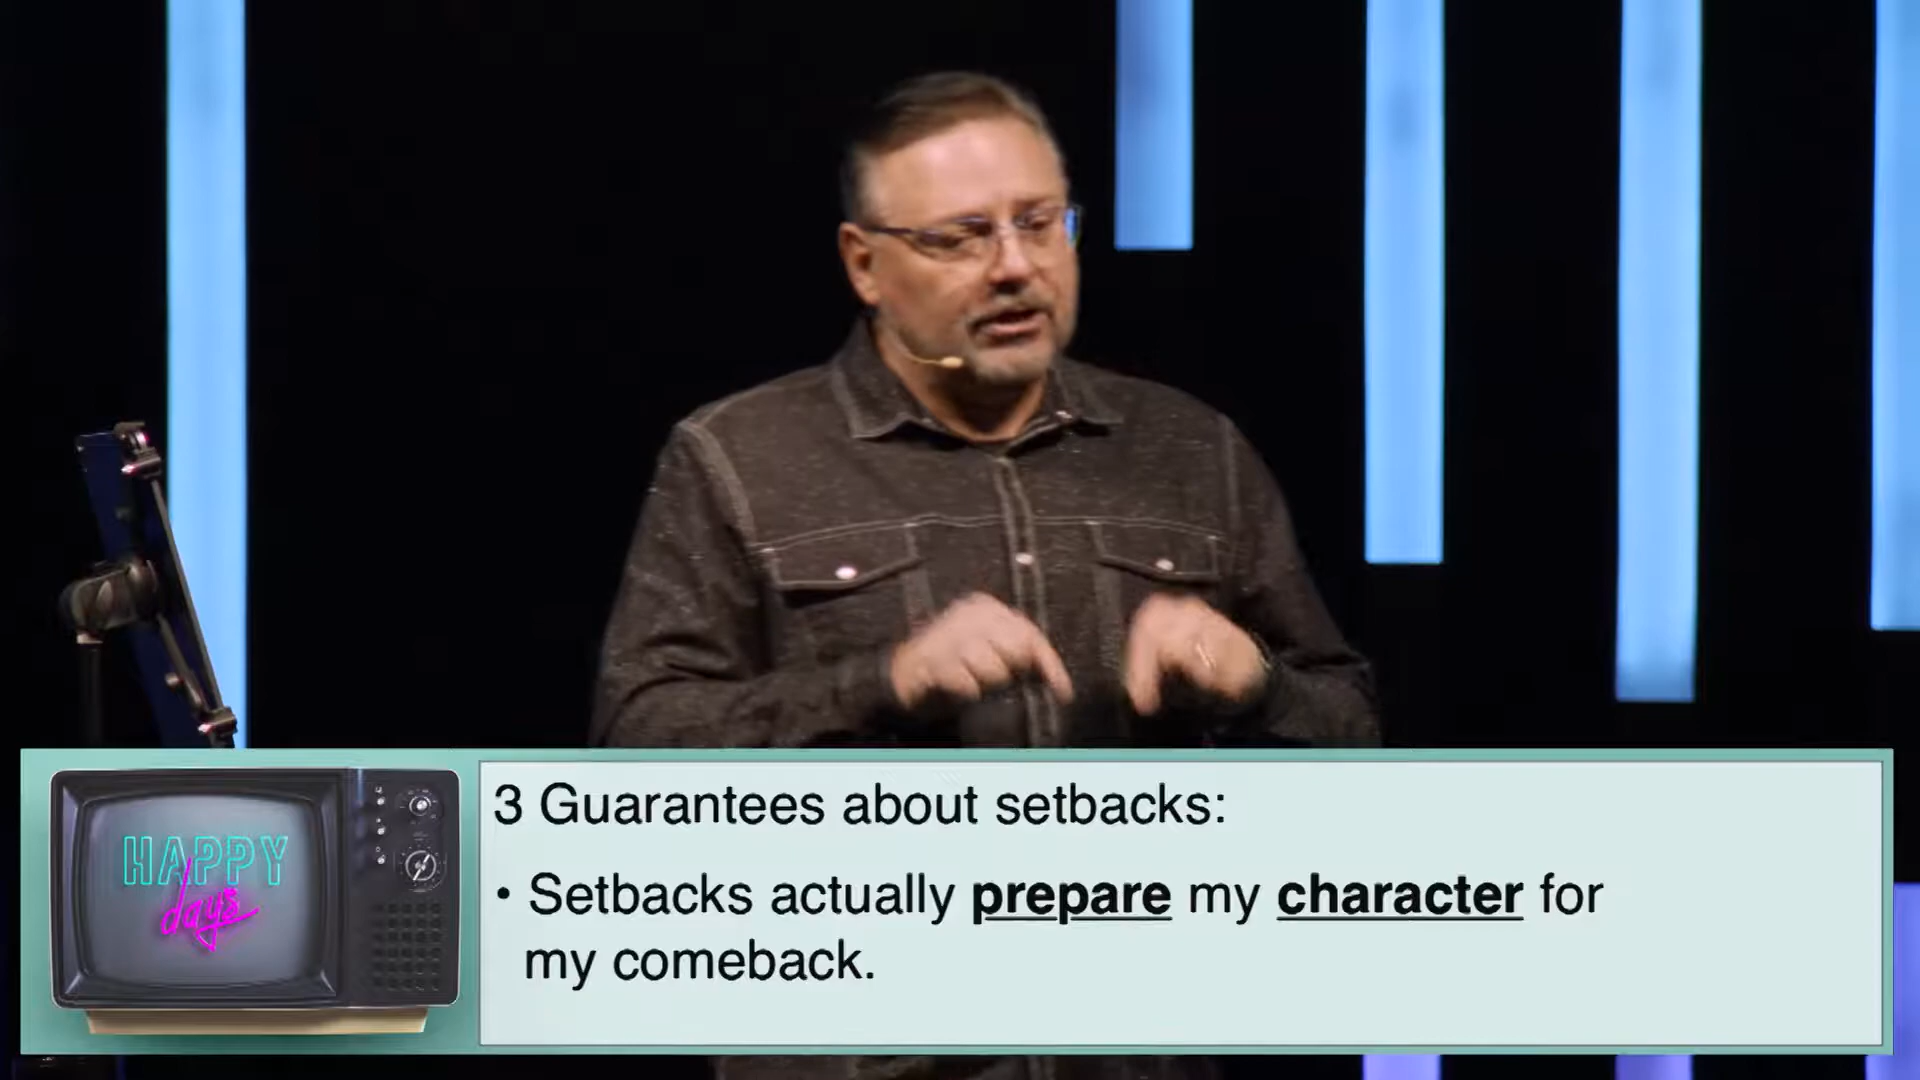 HAPPY
days
3 Guarantees about setbacks:
• Setbacks actually prepare my character for
my comeback.